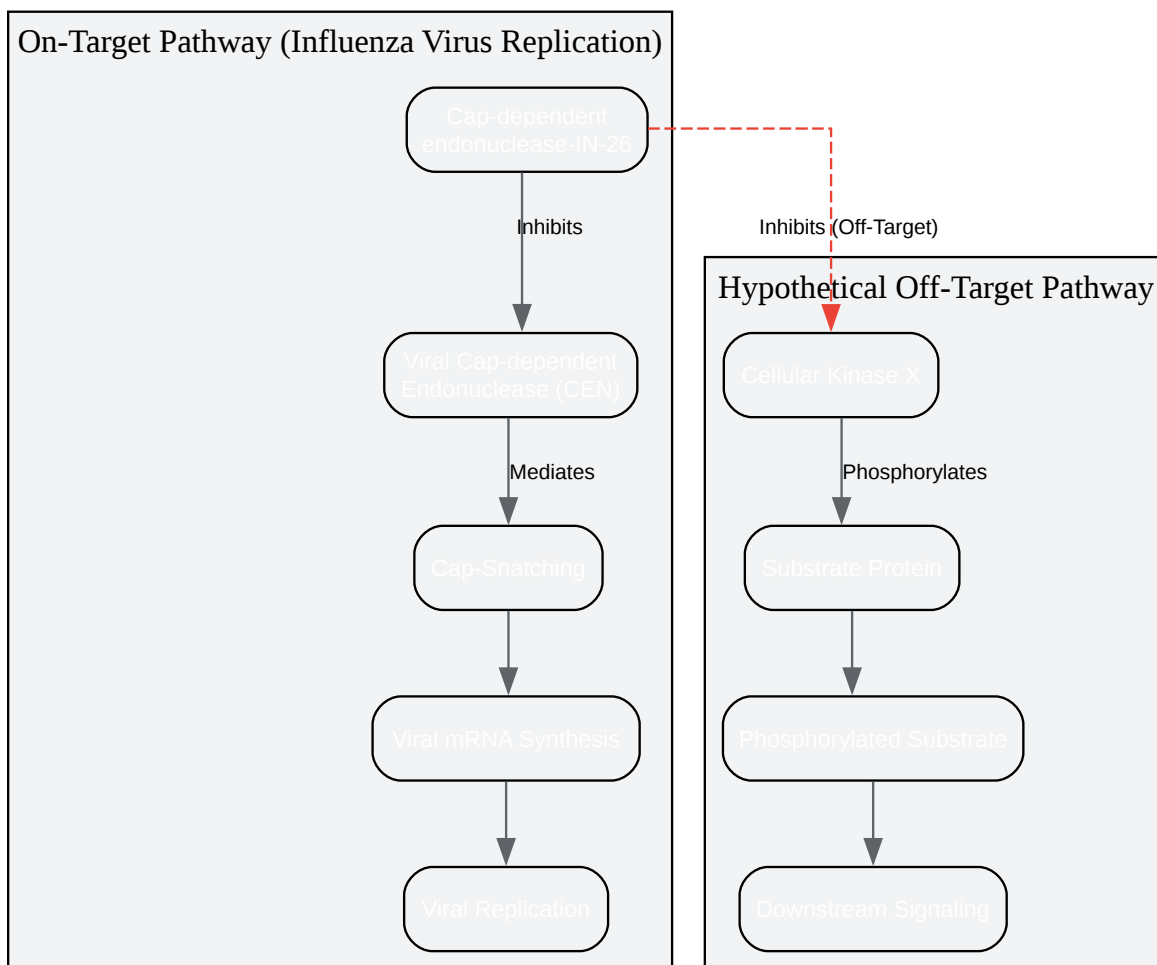 On-Target Pathway (Influenza Virus Replication)
Cap-dependent
endonuclease-IN-26
Inhibits
Viral Cap-dependent
Endonuclease (CEN)
Mediates
Cap-Snatching
Viral mRNA Synthesis
Viral Replication
Inhibits (Off-Target)
Hypothetical Off-Target Pathway
Cellular Kinase X
Phosphorylates
Substrate Protein
Phosphorylated Substrate
Downstream Signaling